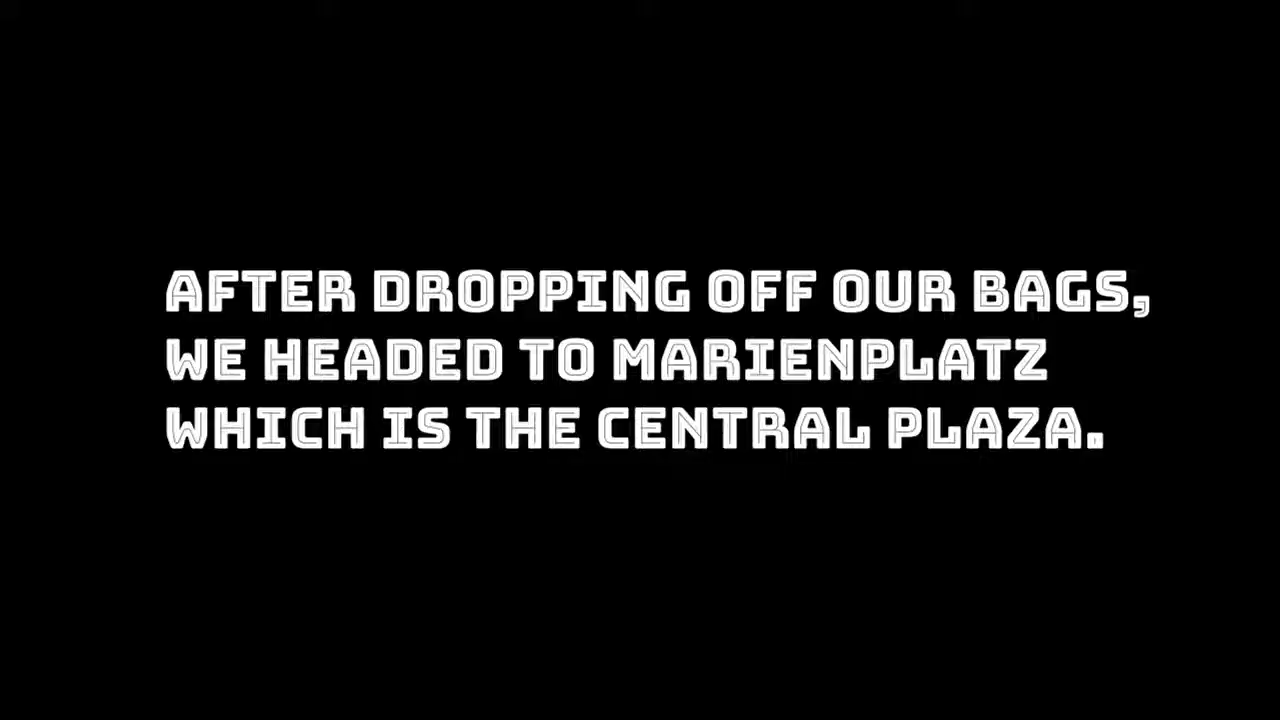 AFTER DROPPING OFF OUR BAGS,
WE HEADED TO MARIENPLATZ
WHICH IS THE CENTRAL PLAZA.